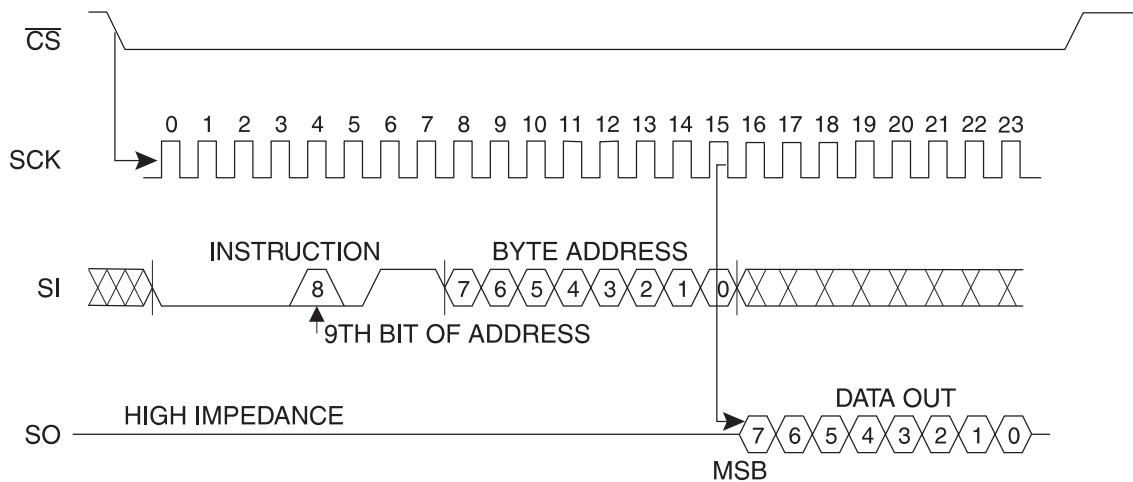 CS
0 1 2 3 4 5 6 7 8 9 10 11 12 13 14 15 16 17 18 19 20 21 22 23
SCK
INSTRUCTION BYTE ADDRESS
SI 8 7 6 5 4 3 2 1 0
9TH BIT OF ADDRESS
HIGH IMPEDANCE DATA OUT
SO 7 6 5 4 3 2 1 0
MSB